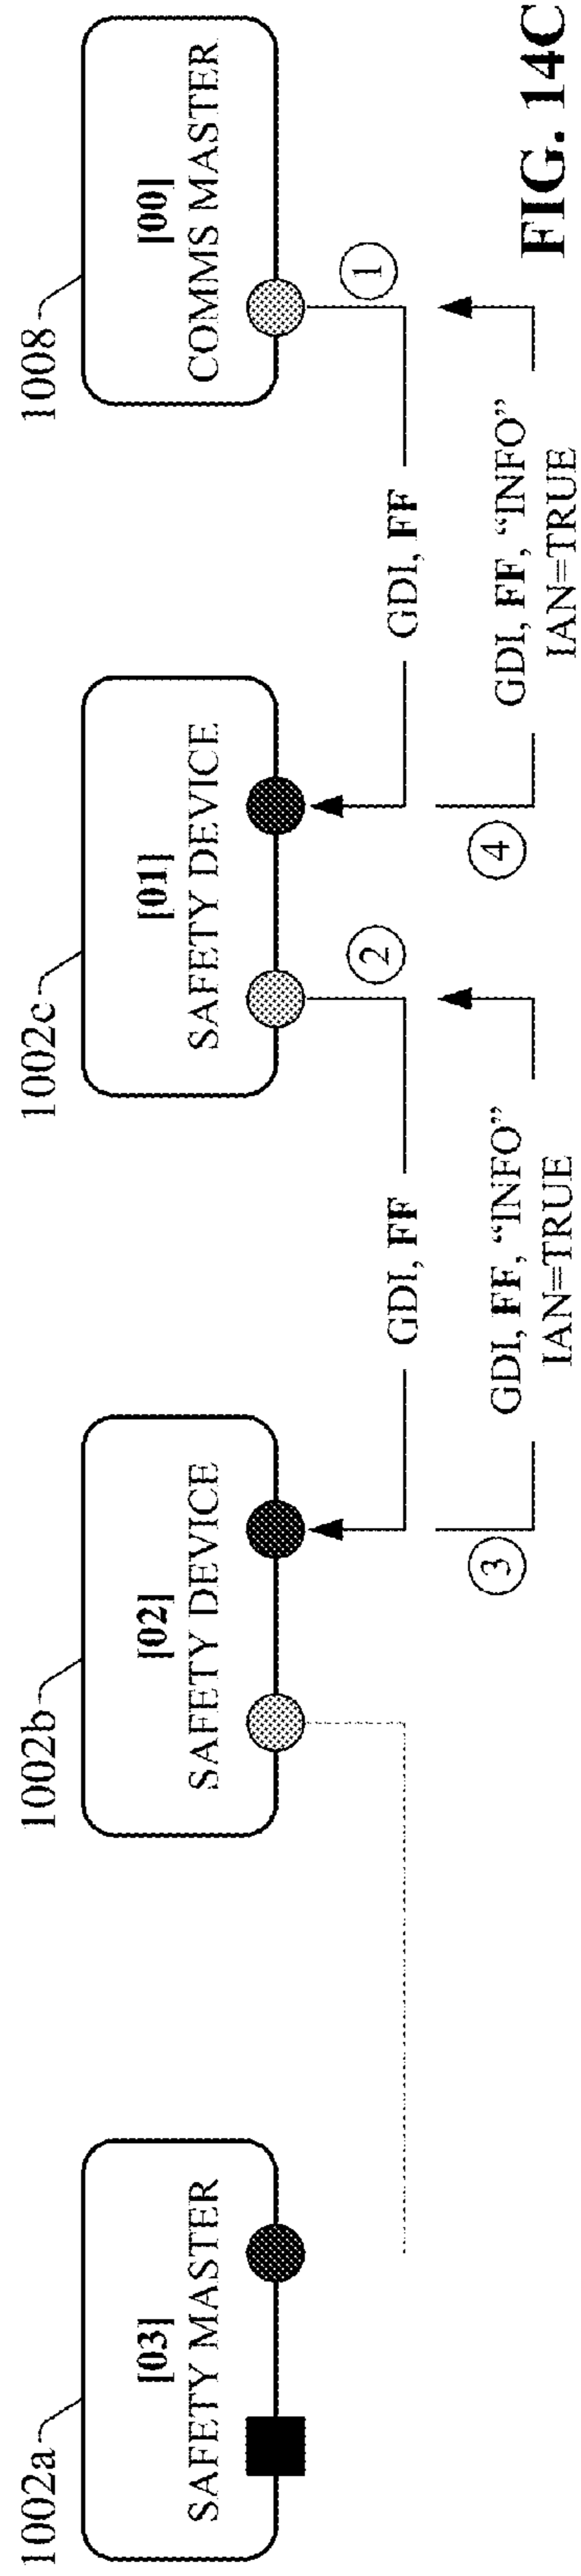 1002a
[03]
SAFETY MASTER
1002b
[02]
SAFETY DEVICE
1002c
[01]
SAFETY DEVICE
1008
[00]
COMMS MASTER
GDI, FF
2
GDI, FF
1
3
GDI, FF, “INFO”
IAN=TRUE
4
GDI, FF, “INFO”
IAN=TRUE
FIG. 14C